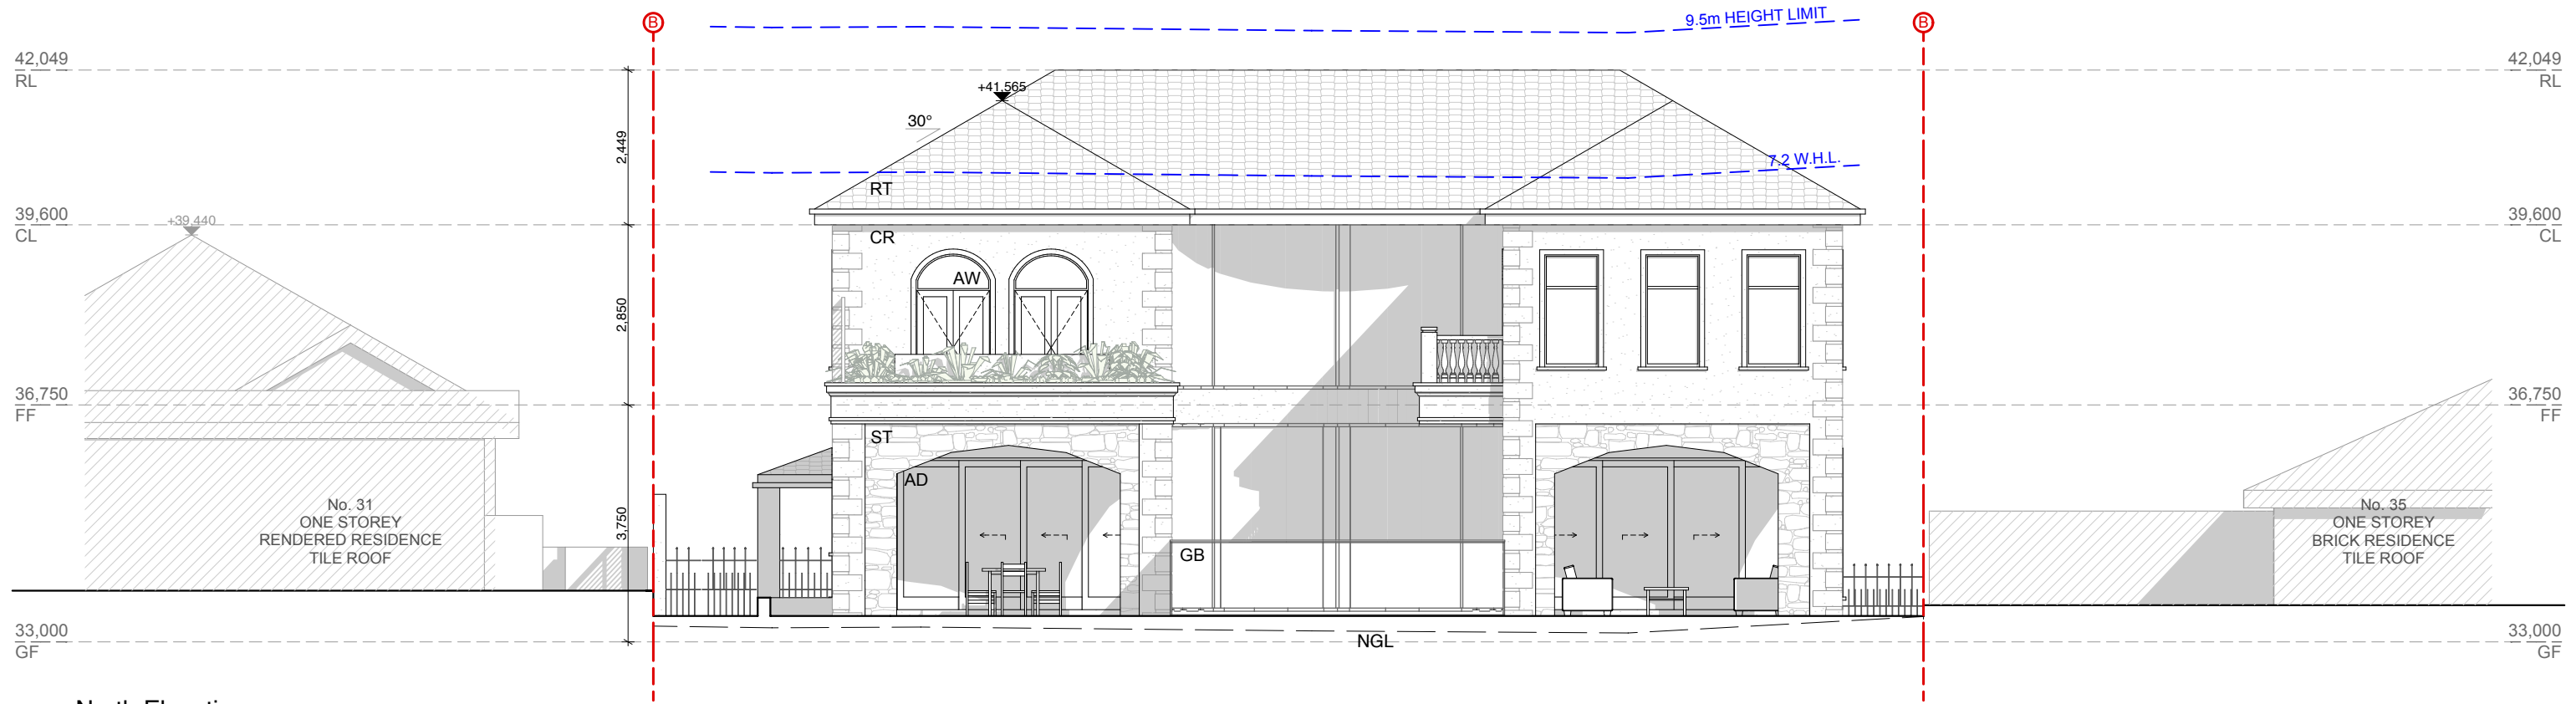 B
B
9.5m HEIGHT LIMIT
42,049
RL
42,049
RL
+41,565
30°
2,449
7.2 W.H.L.
RT
39,600
CL
+39,440
39,600
CL
CR
AW
2,850
36,750
FF
36,750
FF
ST
AD
3,750
No. 31
ONE STOREY
RENDERED RESIDENCE
TILE ROOF
No. 35
ONE STOREY
BRICK RESIDENCE
TILE ROOF
GB
33,000
GF
NGL
33,000
GF